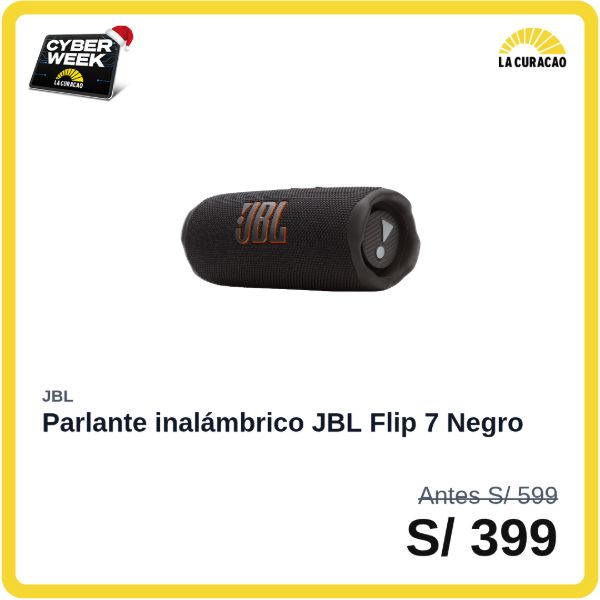 CYBER
WEEK
LA CURACAO
LA CURACAO
JBL
JBL
Parlante inalámbrico JBL Flip 7 Negro
Antes S/ 599
S/ 399